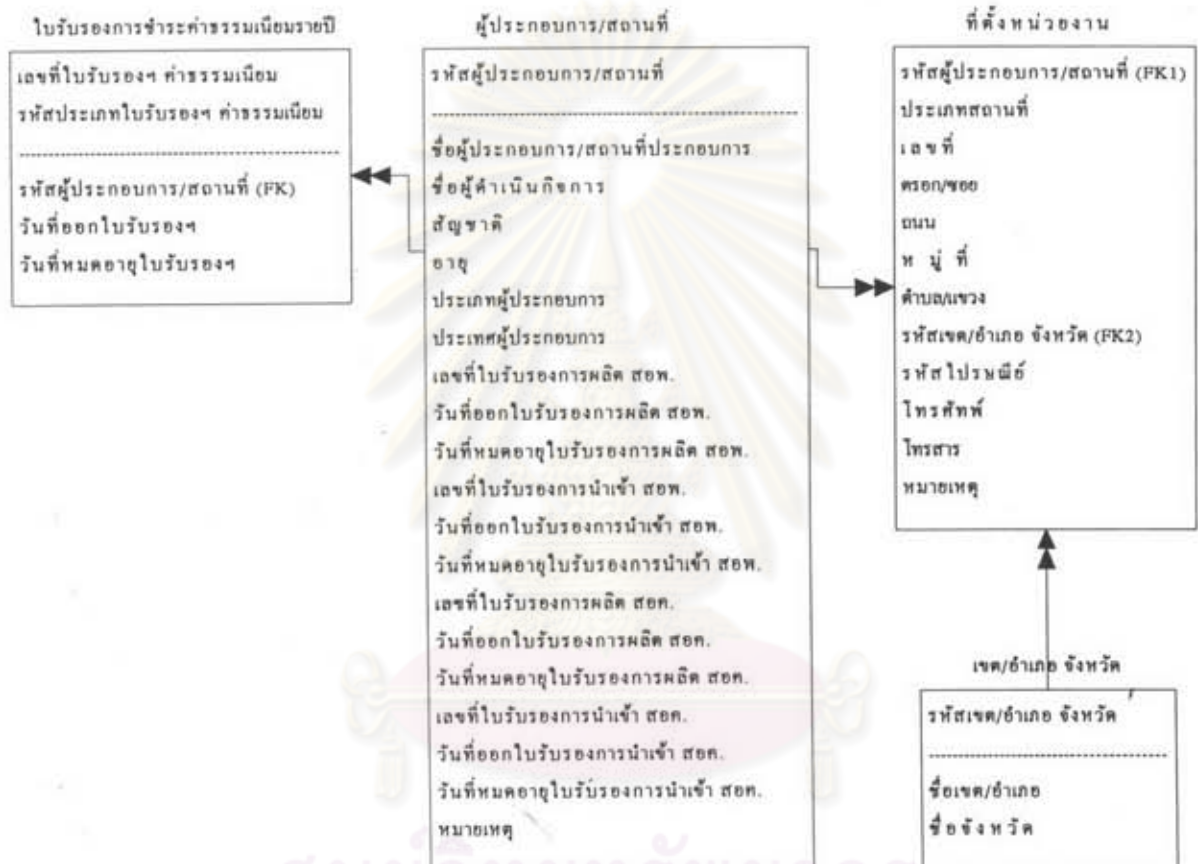 ใบรับรองการชำระค่าธรรมเนียมรายปี
เลขที่ใบรับรองฯ ค่าธรรมเนียม
รหัสประเภทใบรับรองฯ ค่าธรรมเนียม
รหัสผู้ประกอบการ/สถานที่ (FK)
วันที่ออกใบรับรองฯ
วันที่หมดอายุใบรับรองฯ
ผู้ประกอบการ/สถานที่
รหัสผู้ประกอบการ/สถานที่
ชื่อผู้ประกอบการ/สถานที่ประกอบการ
ชื่อผู้ดำเนินกิจการ
สัญชาติ
อายุ
ประเภทผู้ประกอบการ
ประเทศผู้ประกอบการ
เลขที่ใบรับรองการผลิต สอพ.
วันที่ออกใบรับรองการผลิต สอพ.
วันที่หมดอายุใบรับรองการผลิต สอพ.
เลขที่ใบรับรองการนำเข้า สอพ.
วันที่ออกใบรับรองการนำเข้า สอพ.
วันที่หมดอายุใบรับรองการนำเข้า สอพ.
เลขที่ใบรับรองการผลิต สอค.
วันที่ออกใบรับรองการผลิต สอค.
วันที่หมดอายุใบรับรองการผลิต สอค.
เลขที่ใบรับรองการนำเข้า สอค.
วันที่ออกใบรับรองการนำเข้า สอค.
วันที่หมดอายุใบรับรองการนำเข้า สอค.
หมายเหตุ
ที่ตั้งหน่วยงาน
รหัสผู้ประกอบการ/สถานที่ (FK1)
ประเภทสถานที่
เลขที่
ตรอก/ซอย
ถนน
หมู่ ที่
ตำบล/แขวง
รหัสเขต/อำเภอ จังหวัด (FK2)
รหัสไปรษณีย์
โทรศัพท์
โทรสาร
หมายเหตุ
เขต/อำเภอ จังหวัด
รหัสเขต/อำเภอ จังหวัด
ชื่อเขต/อำเภอ
ชื่อจังหวัด